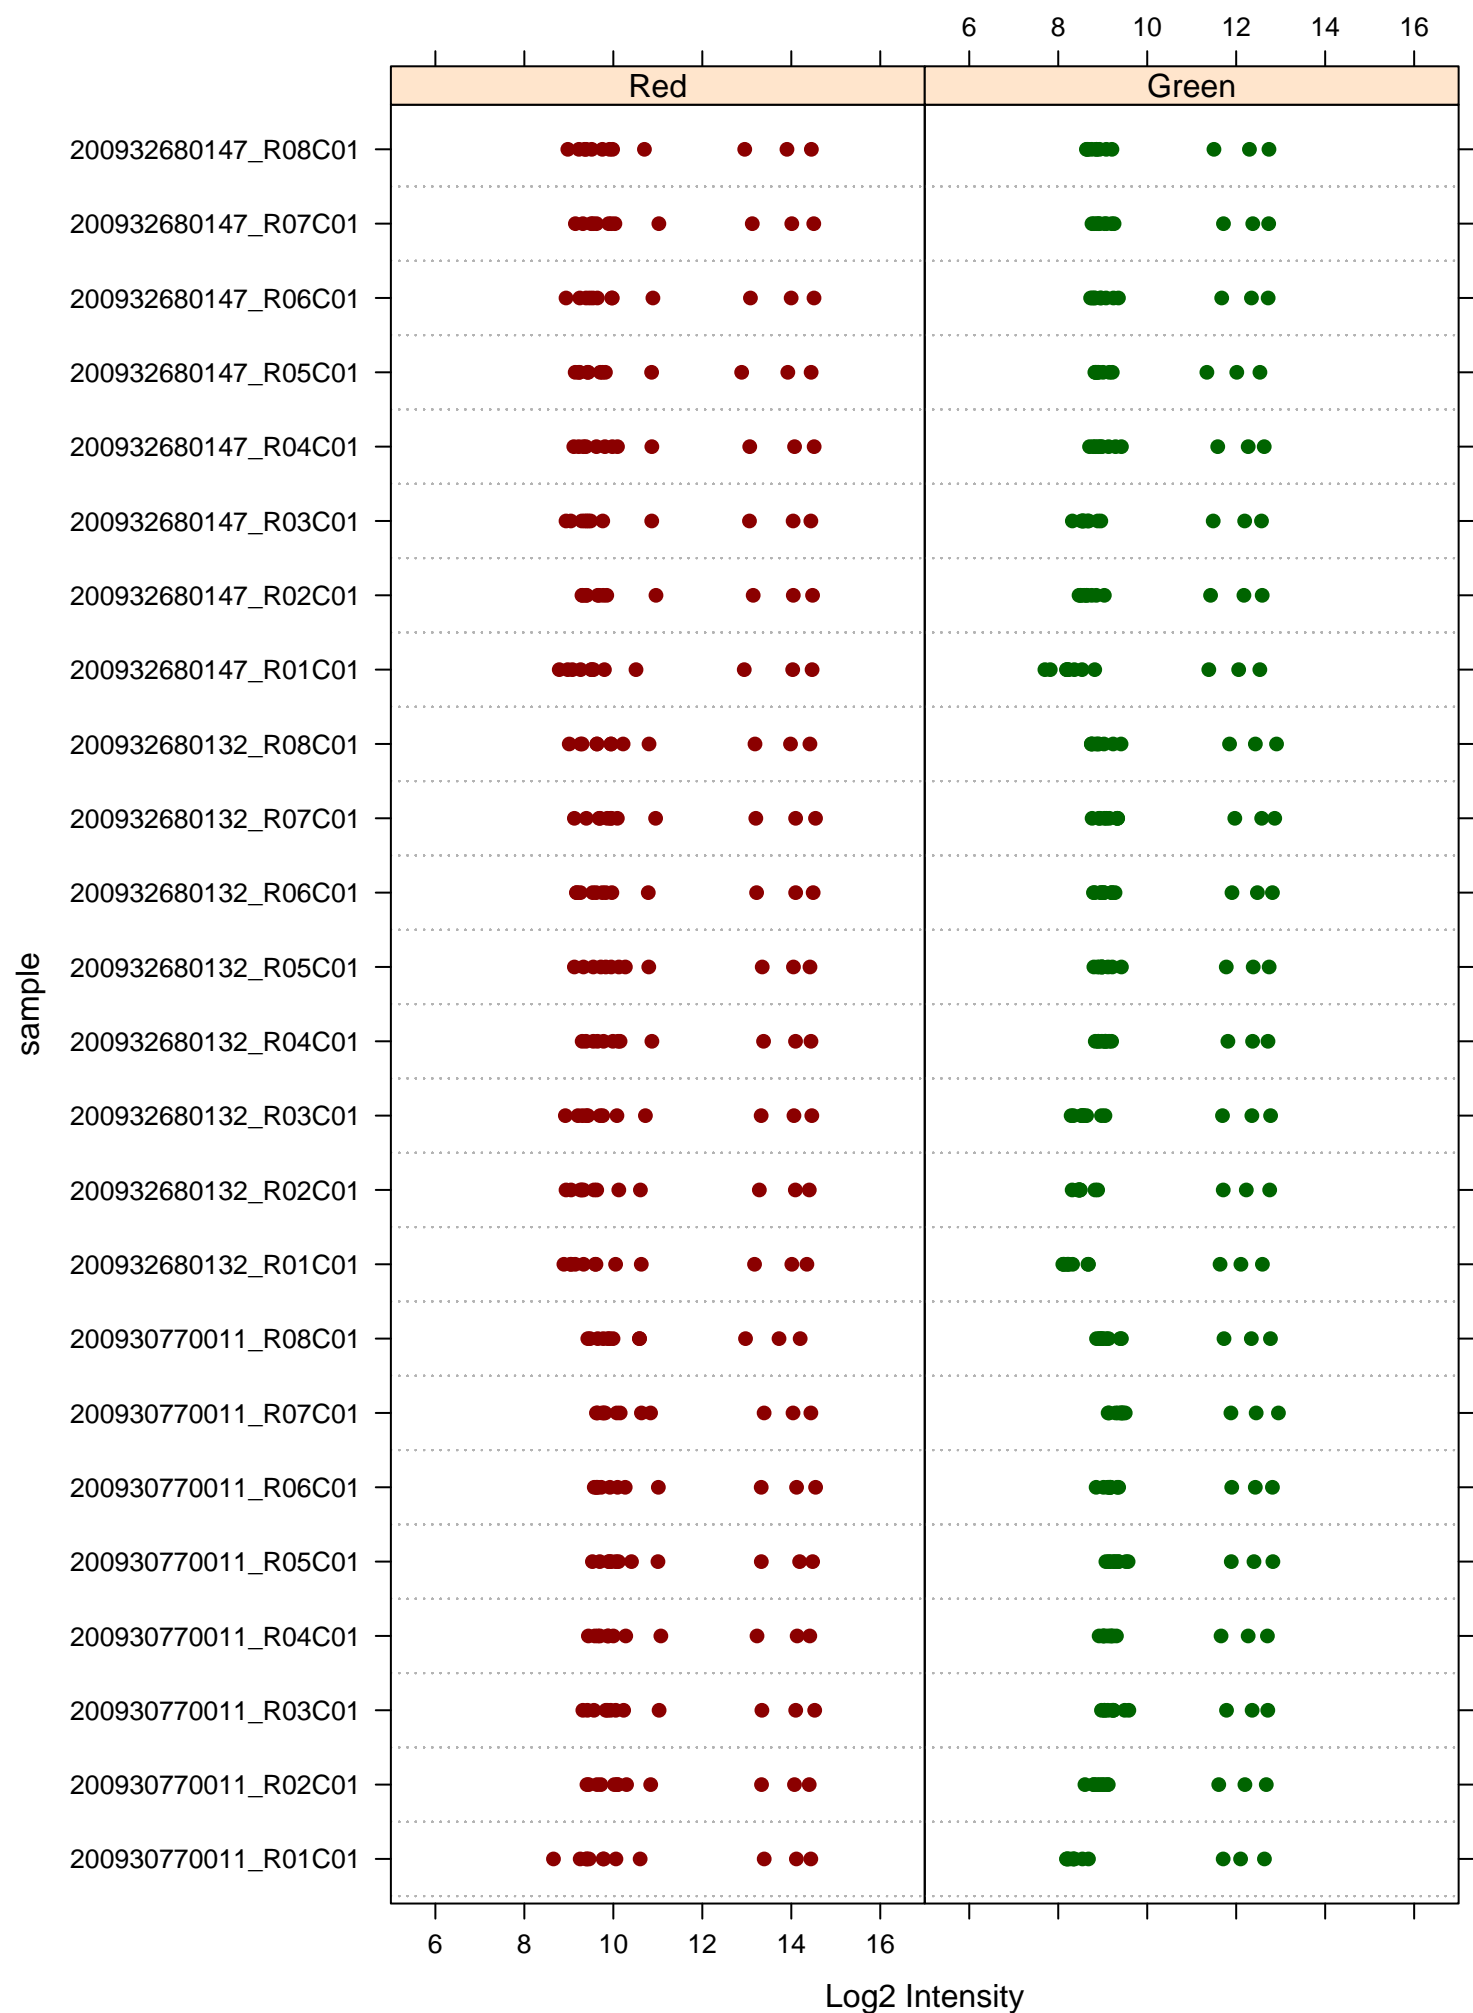 6 8 10 12 14 16
Red Green
200932680147_R08C01
200932680147_R07C01
200932680147_R06C01
200932680147_R05C01
200932680147_R04C01
200932680147_R03C01
200932680147_R02C01
200932680147_R01C01
200932680132_R08C01
200932680132_R07C01
200932680132_R06C01
200932680132_R05C01
200932680132_R04C01
200932680132_R03C01
200932680132_R02C01
200932680132_R01C01
200930770011_R08C01
200930770011_R07C01
200930770011_R06C01
200930770011_R05C01
200930770011_R04C01
200930770011_R03C01
200930770011_R02C01
200930770011_R01C01
sample
6 8 10 12 14 16
Log2 Intensity